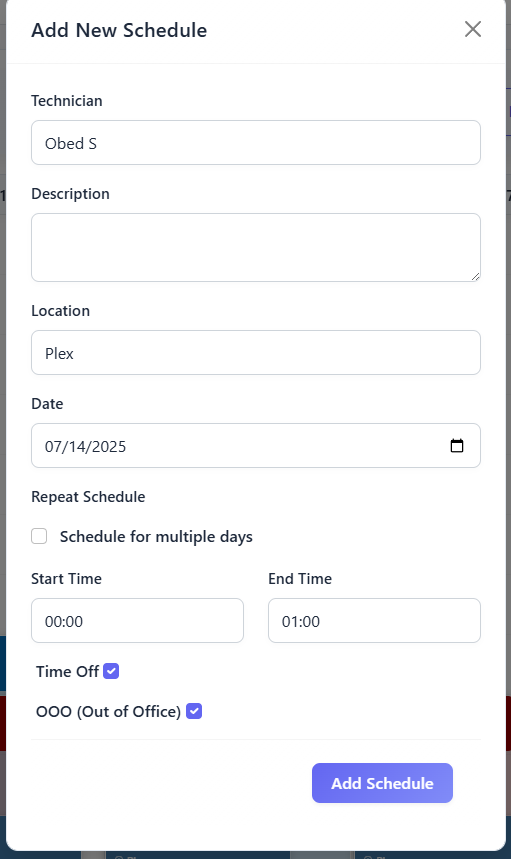 Add New Schedule
Technician
Obed S
Description
Location
Plex
Date
07/14/2025
Repeat Schedule
Schedule for multiple days
Start Time End Time
00:00 01:00
Time Off
OOO (Out of Office)
Add Schedule